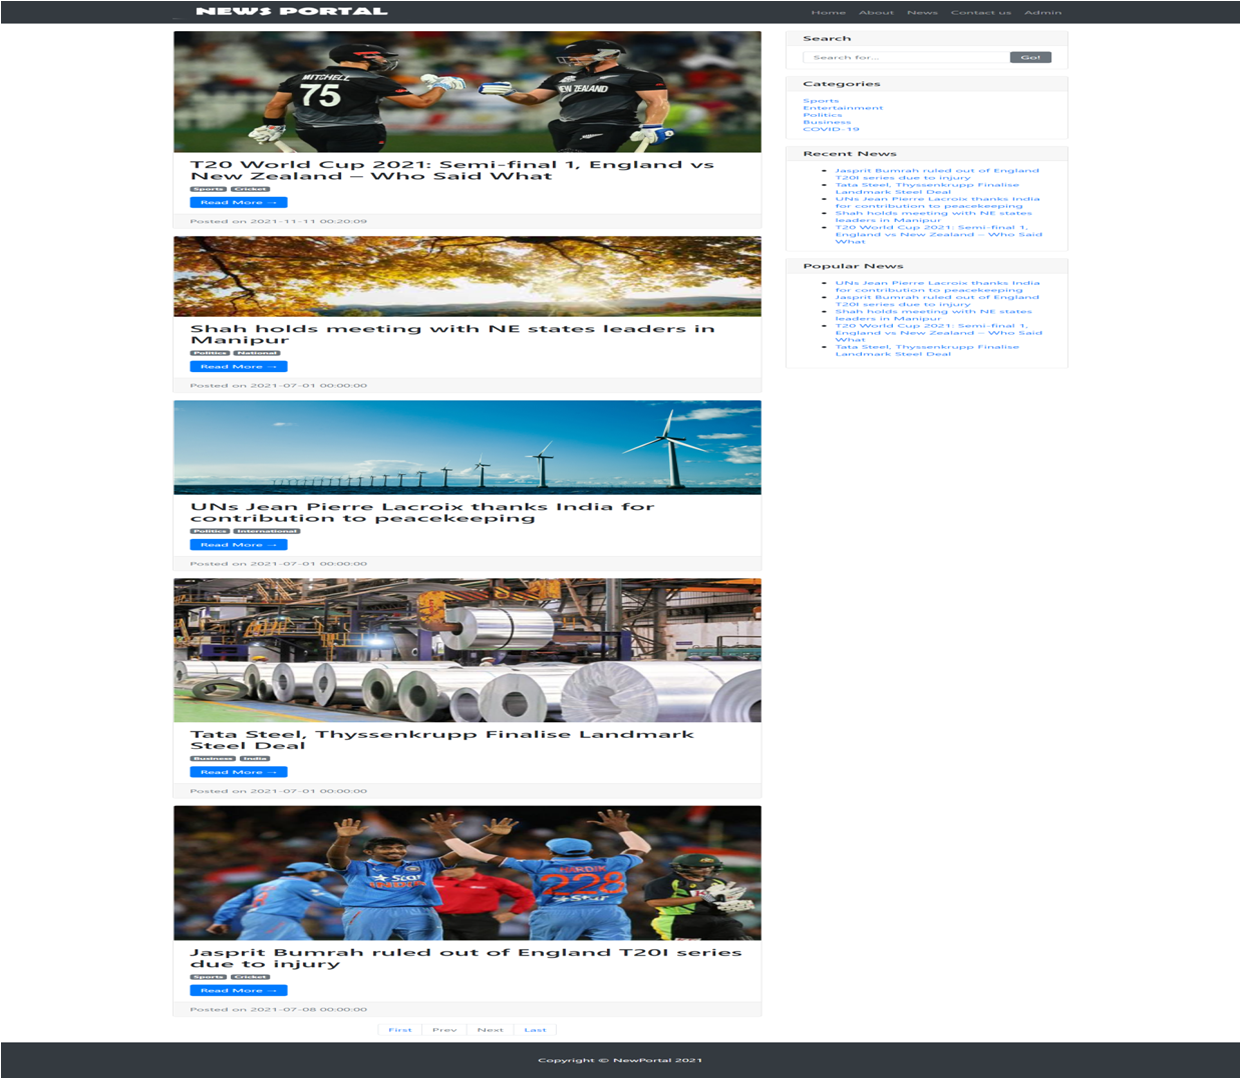 NEWS PORTAL
Home About News Contact us Admin
MITCHELL
75
NEW ZEALAND
T20 World Cup 2021: Semi-final 1, England vs
New Zealand – Who Said What
Sports Cricket
Read More →
Posted on 2021-11-11 00:20:09
Shah holds meeting with NE states leaders in
Manipur
Politics National
Read More →
Posted on 2021-07-01 00:00:00
UNs Jean Pierre Lacroix thanks India for
contribution to peacekeeping
Politics International
Read More →
Posted on 2021-07-01 00:00:00
Tata Steel, Thyssenkrupp Finalise Landmark
Steel Deal
Business India
Read More →
Posted on 2021-07-01 00:00:00
Star
INDIA
HARDIK
228
Star
Jasprit Bumrah ruled out of England T20I series
due to injury
Sports Cricket
Read More →
Posted on 2021-07-08 00:00:00
First Prev Next Last
Search
Search for...
Go!
Categories
Sports
Entertainment
Politics
Business
COVID-19
Recent News
Jasprit Bumrah ruled out of England
T20I series due to injury
Tata Steel, Thyssenkrupp Finalise
Landmark Steel Deal
UNs Jean Pierre Lacroix thanks India
for contribution to peacekeeping
Shah holds meeting with NE states
leaders in Manipur
T20 World Cup 2021: Semi-final 1,
England vs New Zealand – Who Said
What
Popular News
UNs Jean Pierre Lacroix thanks India
for contribution to peacekeeping
Jasprit Bumrah ruled out of England
T20I series due to injury
Shah holds meeting with NE states
leaders in Manipur
T20 World Cup 2021: Semi-final 1,
England vs New Zealand – Who Said
What
Tata Steel, Thyssenkrupp Finalise
Landmark Steel Deal
Copyright © NewPortal 2021